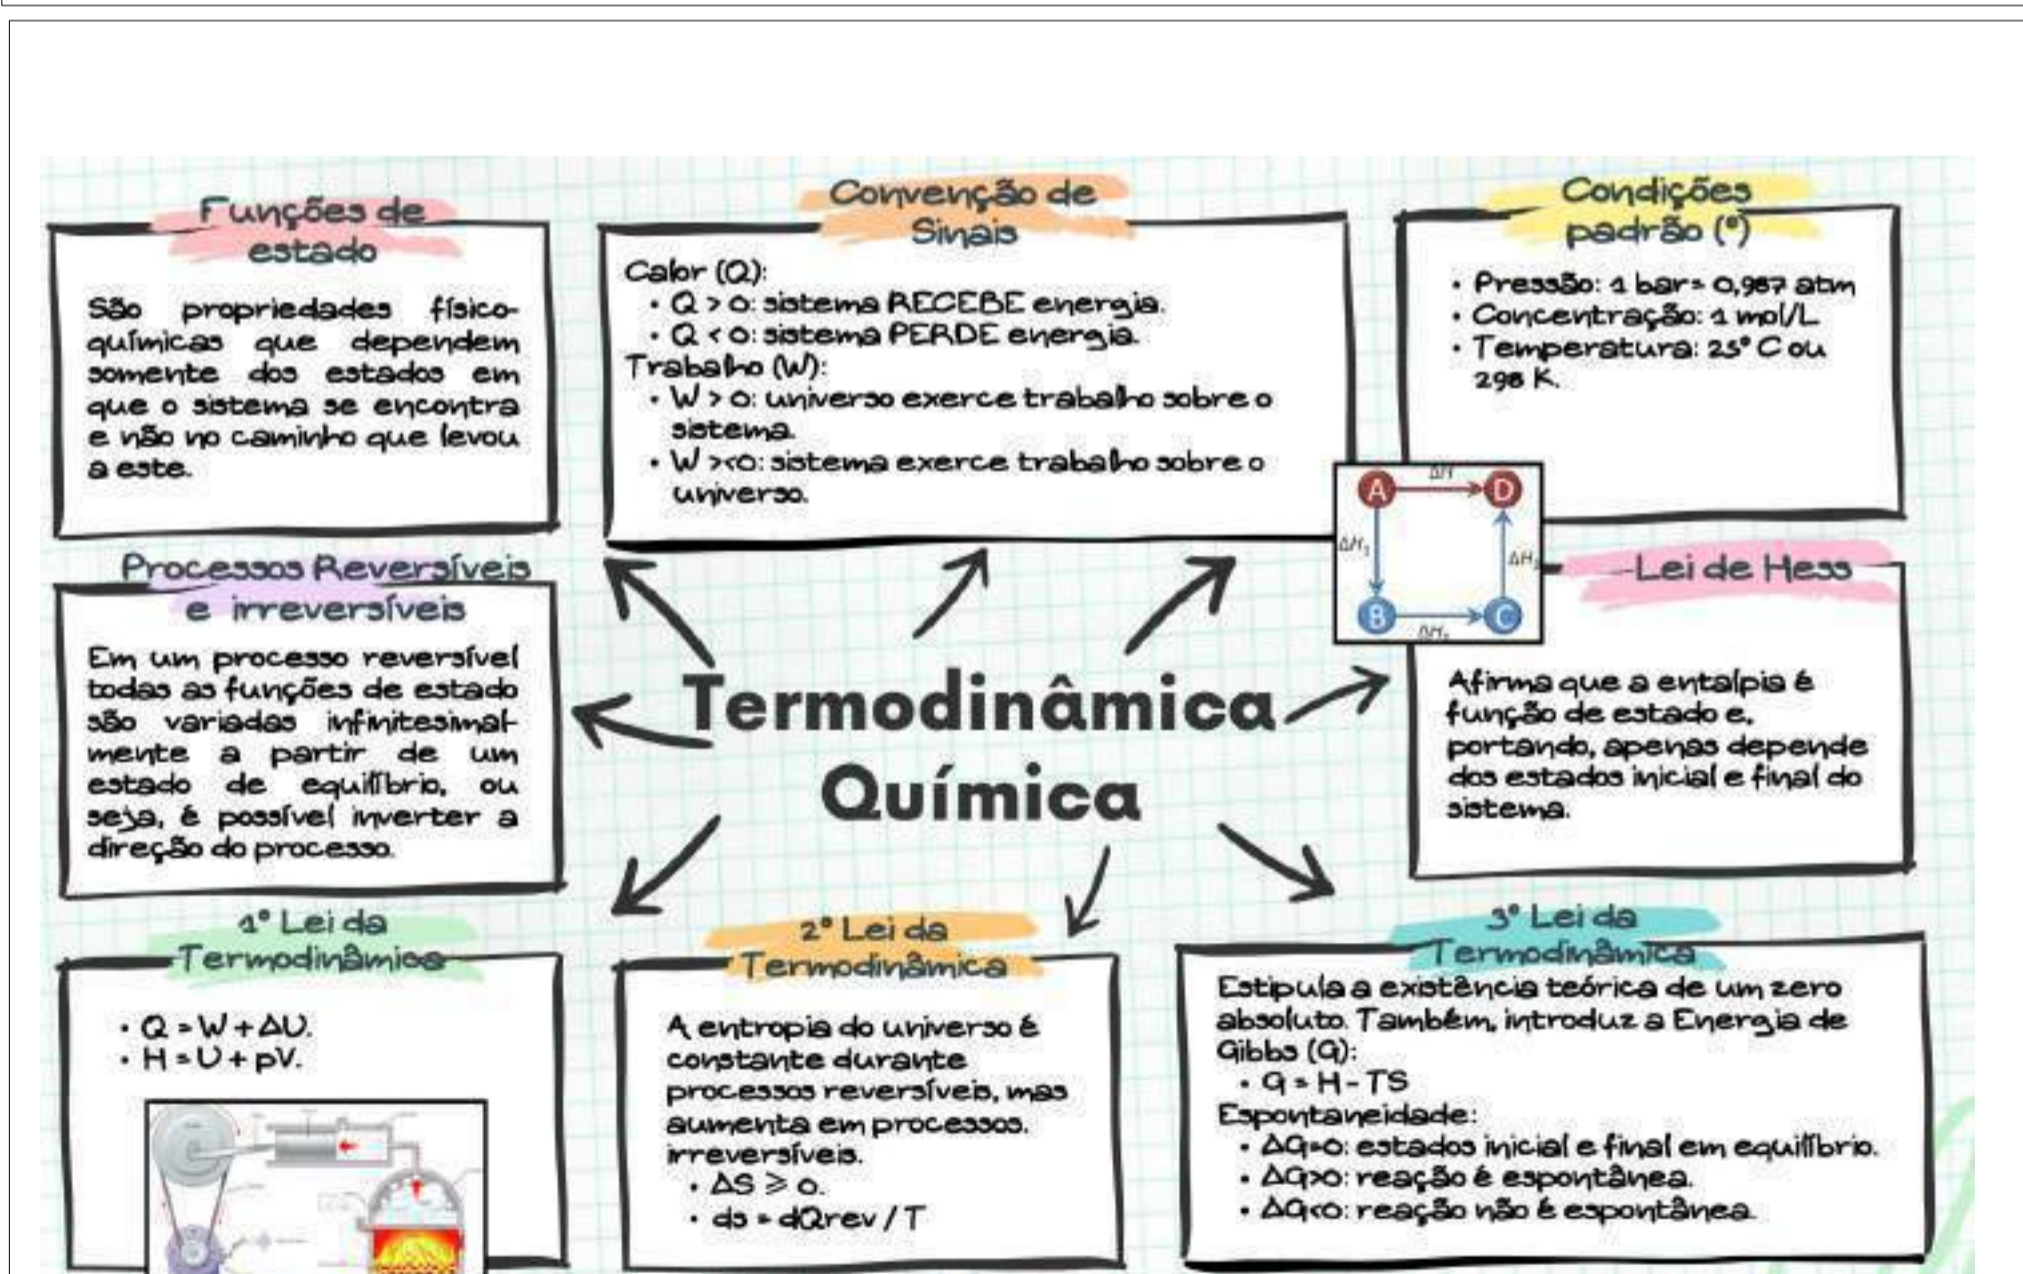 Funções de
estado
São propriedades físico-
químicas que dependem
somente dos estados em
que o sistema se encontra
e não no caminho que levou
a este.
Convenção de
Sinais
Calor (Q):
• Q > 0: sistema RECEBE energia.
• Q < 0: sistema PERDE energia.
Trabalho (W):
• W > 0: universo exerce trabalho sobre o
sistema.
• W ><0: sistema exerce trabalho sobre o
universo.
Condições
padrão (°)
• Pressão: 1 bar= 0,987 atm
• Concentração: 1 mol/L
• Temperatura: 25° C ou
298 K.
A
ΔH
D
ΔH₁
ΔH
B
C
Lei de Hess
Afirma que a entalpia é
função de estado e,
portando, apenas depende
dos estados inicial e final do
sistema.
Processos Reversíveis
e irreversíveis
Em um processo reversível
todas as funções de estado
são variadas infinitesimal-
mente a partir de um
estado de equilíbrio, ou
seja, é possível inverter a
direção do processo.
Termodinâmica
Química
1° Lei da
Termodinâmica
• Q = W + ΔU.
• H = U + pV.
2° Lei da
Termodinâmica
A entropia do universo é
constante durante
processos reversíveis, mas
aumenta em processos.
irreversíveis.
• ΔS ⩾ 0.
• ds = dQrev / T
3° Lei da
Termodinâmica
Estipula a existência teórica de um zero
absoluto. Também, introduz a Energia de
Gibbs (G):
• G = H - TS
Espontaneidade:
• ΔG=0: estados inicial e final em equilíbrio.
• ΔG>0: reação é espontânea.
• ΔG<0: reação não é espontânea.